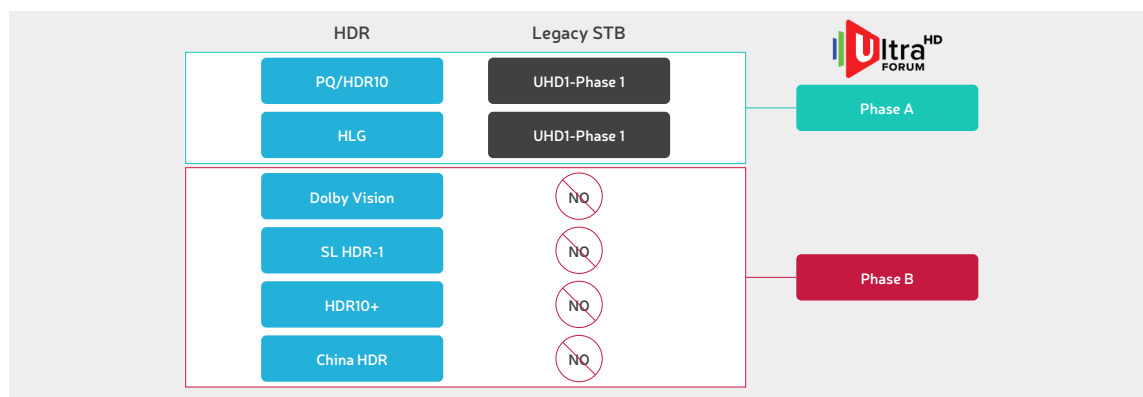 HDR Legacy STB
Ultra HD
FORUM
PQ/HDR10 UHD1-Phase 1
Phase A
HLG UHD1-Phase 1
Dolby Vision NO
SL HDR-1 NO
Phase B
HDR10+ NO
China HDR NO